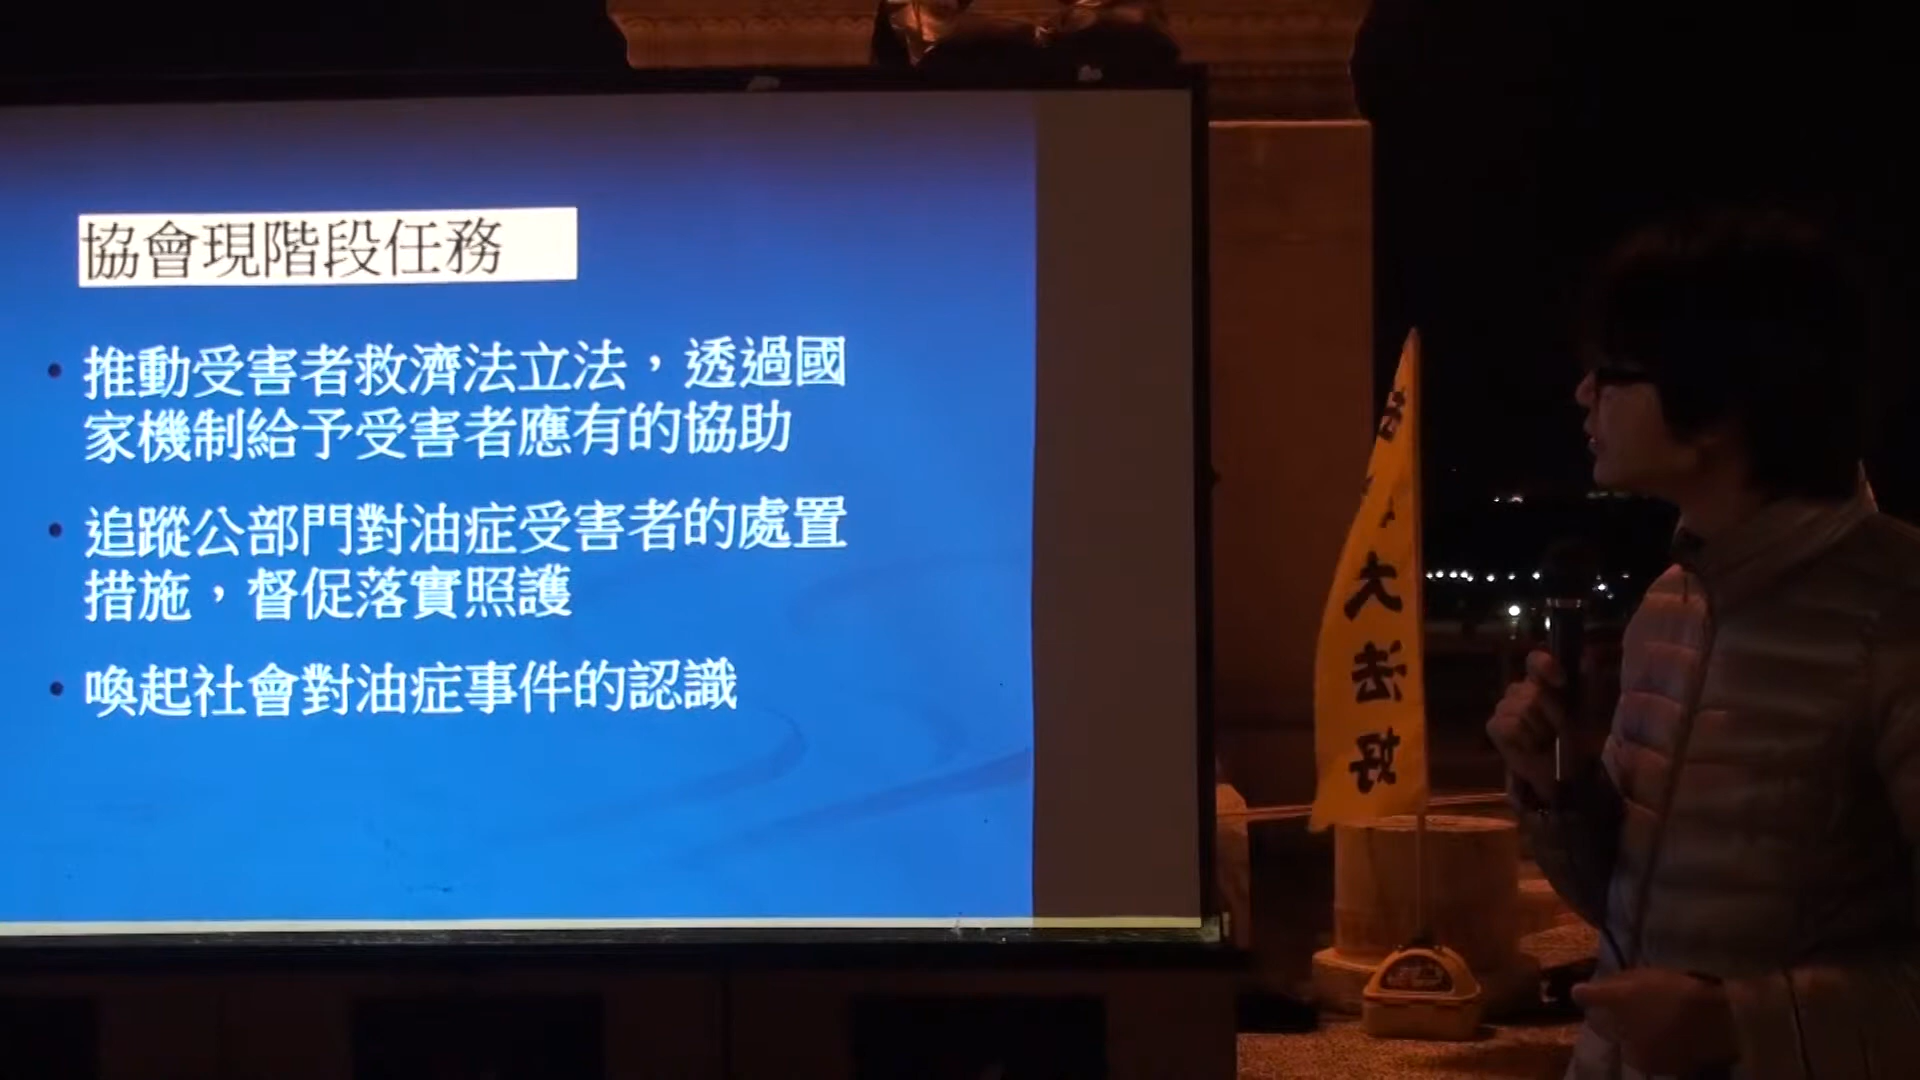 協會現階段任務
• 推動受害者救濟法立法，透過國
家機制給予受害者應有的協助
• 追蹤公部門對油症受害者的處置
措施，督促落實照護
• 喚起社會對油症事件的認識
大法好